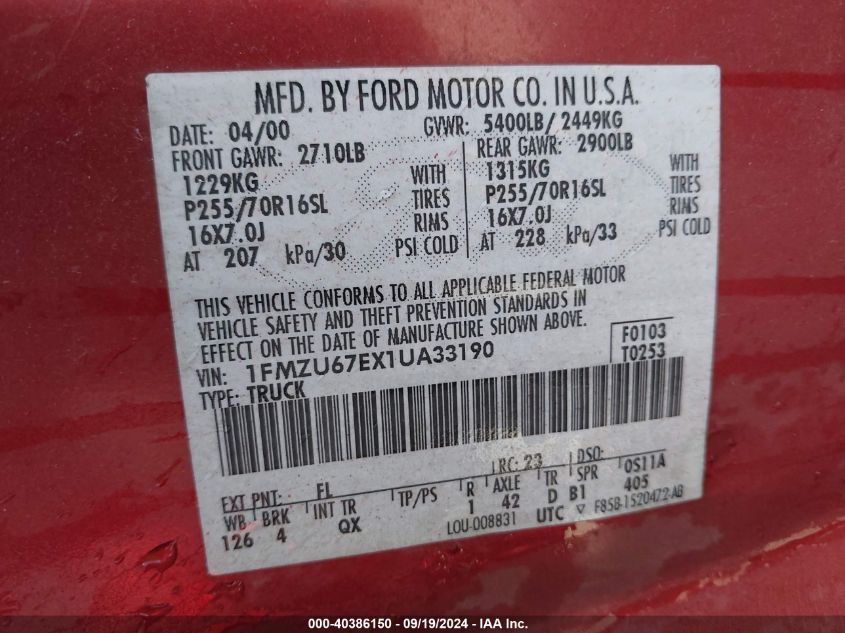 MFD. BY FORD MOTOR CO. IN U.S.A.
DATE: 04/00 GVWR: 5400LB/ 2449KG
FRONT GAWR: 2710LB REAR GAWR: 2900LB
1229KG WITH 1315KG WITH
P255/70R16SL TIRES P255/70R16SL TIRES
16X7.0J RIMS 16X7.0J RIMS
AT 207 kPa/30 PSI COLD AT 228 kPa/33 PSI COLD
THIS VEHICLE CONFORMS TO ALL APPLICABLE FEDERAL MOTOR
VEHICLE SAFETY AND THEFT PREVENTION STANDARDS IN
EFFECT ON THE DATE OF MANUFACTURE SHOWN ABOVE.
VIN: 1FMZU67EX1UA33190 F0103
TYPE: TRUCK T0253
EXT PNT: FL RC: 23 DSO:
WB BRK INT TR TP/PS R AXLE TR SPR 0S11A
126 4 QX 1 42 D B1 405
LOU-008831 UTC ▽ F85B-1520472-AB
000-40386150 - 09/19/2024 - IAA Inc.